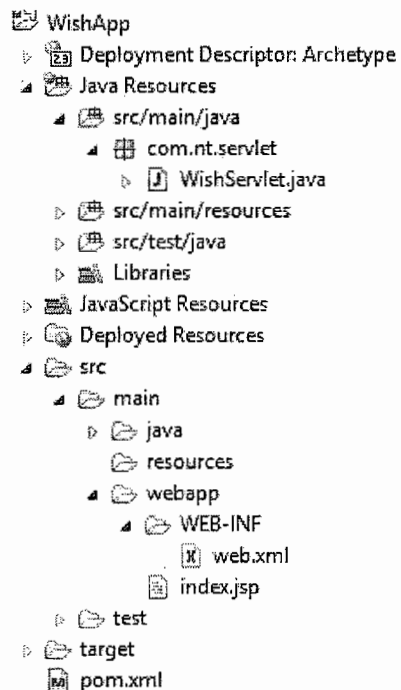 WishApp
2.3 Deployment Descriptor: Archetype
Java Resources
src/main/java
com.nt.servlet
J WishServlet.java
src/main/resources
src/test/java
Libraries
JavaScript Resources
Deployed Resources
src
main
java
resources
webapp
WEB-INF
X web.xml
index.jsp
test
target
M pom.xml